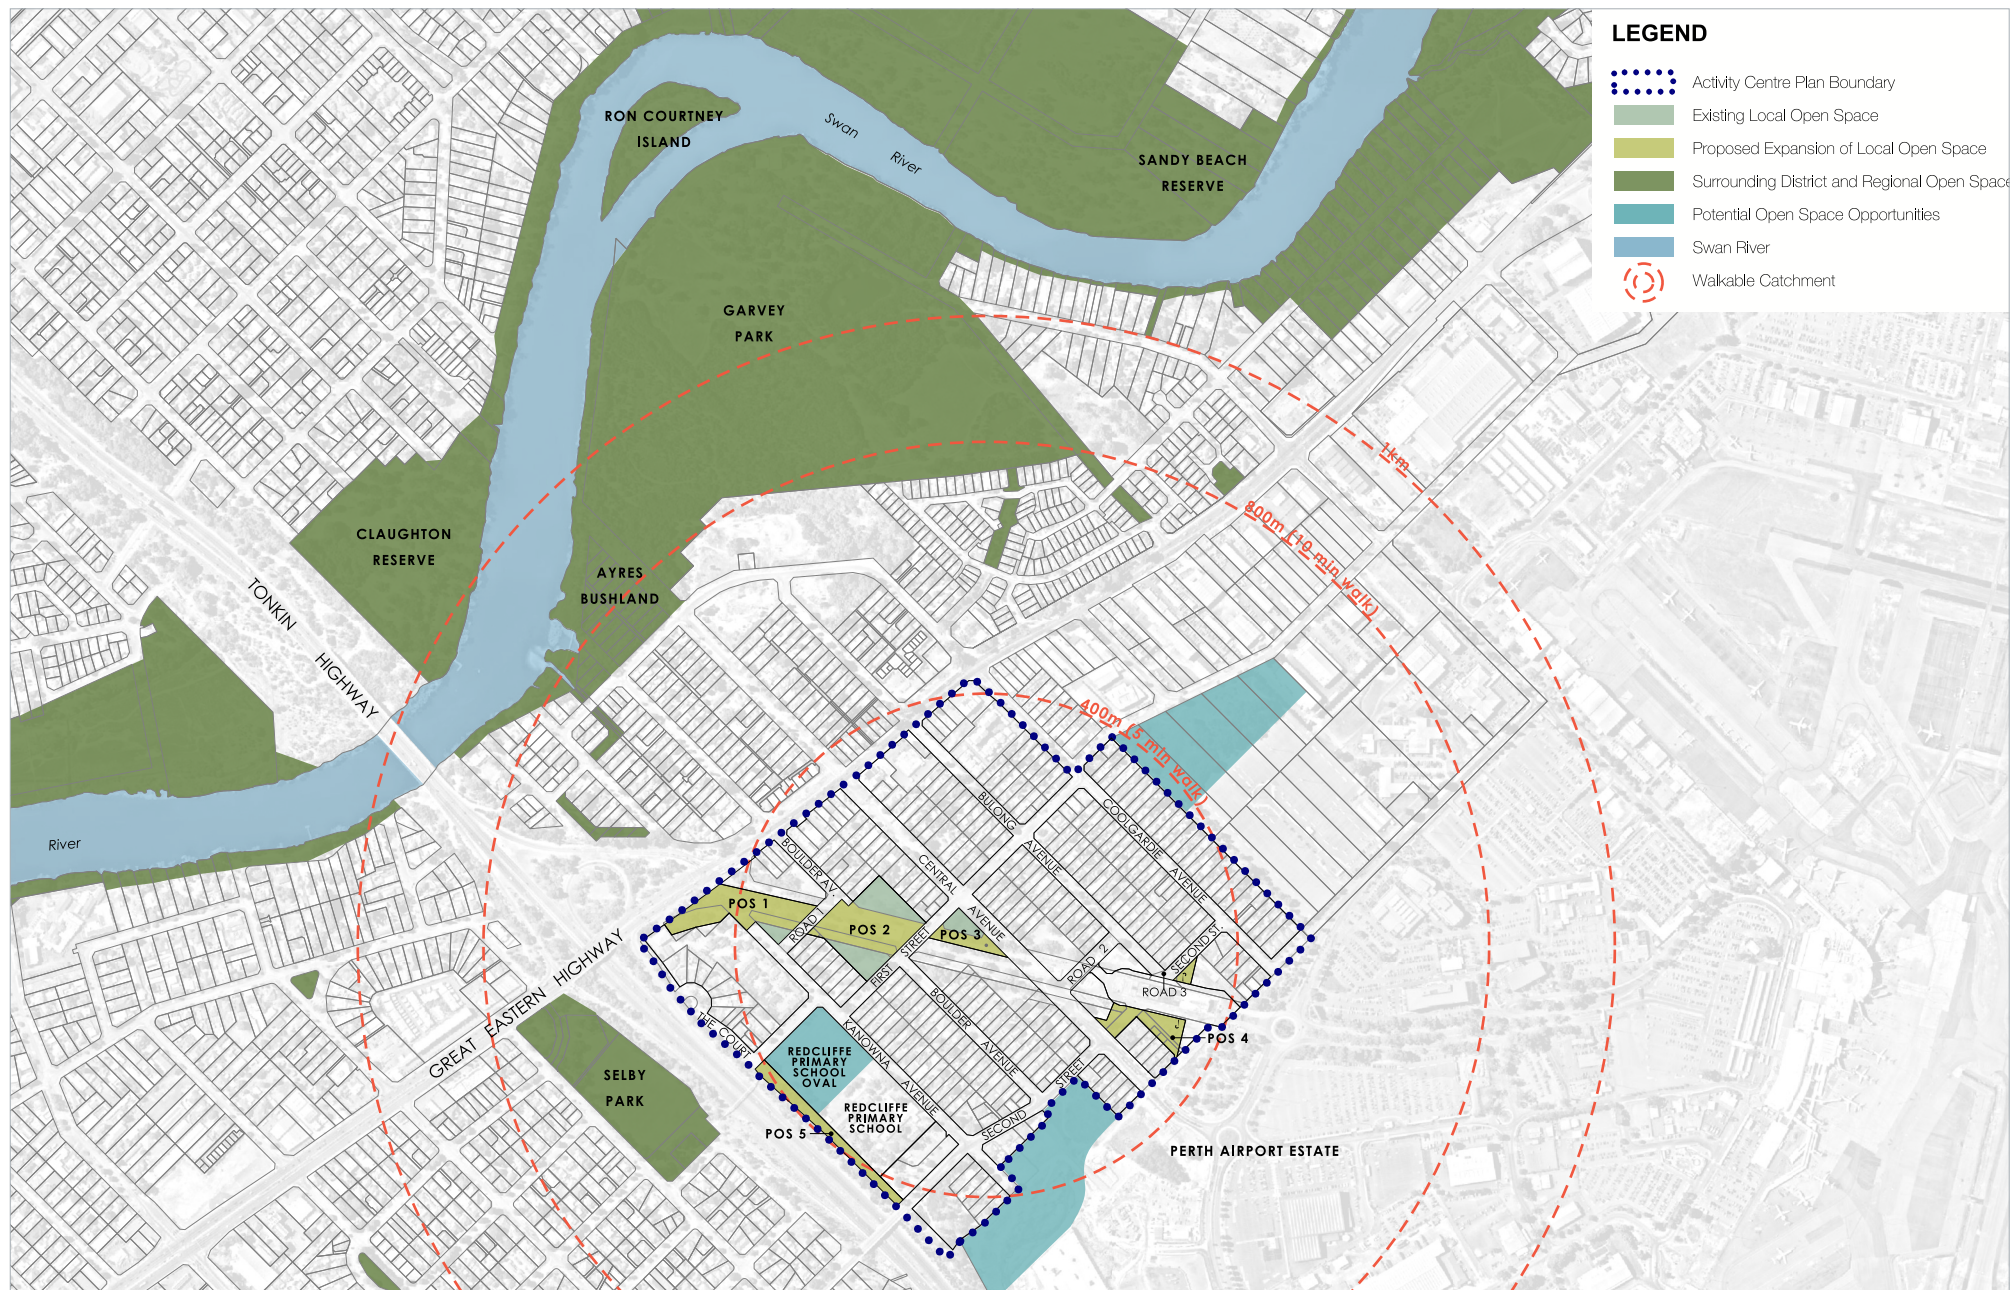 LEGEND
Activity Centre Plan Boundary
Existing Local Open Space
Proposed Expansion of Local Open Space
Surrounding District and Regional Open Space
Potential Open Space Opportunities
Swan River
Walkable Catchment
RON COURTNEY
ISLAND
Swan
River
SANDY BEACH
RESERVE
GARVEY
PARK
1km
800m (10 min walk)
CLAUGHTON
RESERVE
AYRES
BUSHLAND
TONKIN
HIGHWAY
400m (5 min walk)
River
BULONG
AVENUE
COOLGARDIE
AVENUE
BOULDER AV.
CENTRAL
AVENUE
POS 1
ROAD 1
POS 2
FIRST
STREET
POS 3
ROAD 2
SECOND ST.
ROAD 3
POS 4
GREAT EASTERN HIGHWAY
THE COURT
KANOWNA
AVENUE
BOULDER
AVENUE
SECOND
STREET
REDCLIFFE
PRIMARY
SCHOOL
OVAL
REDCLIFFE
PRIMARY
SCHOOL
POS 5
SELBY
PARK
PERTH AIRPORT ESTATE